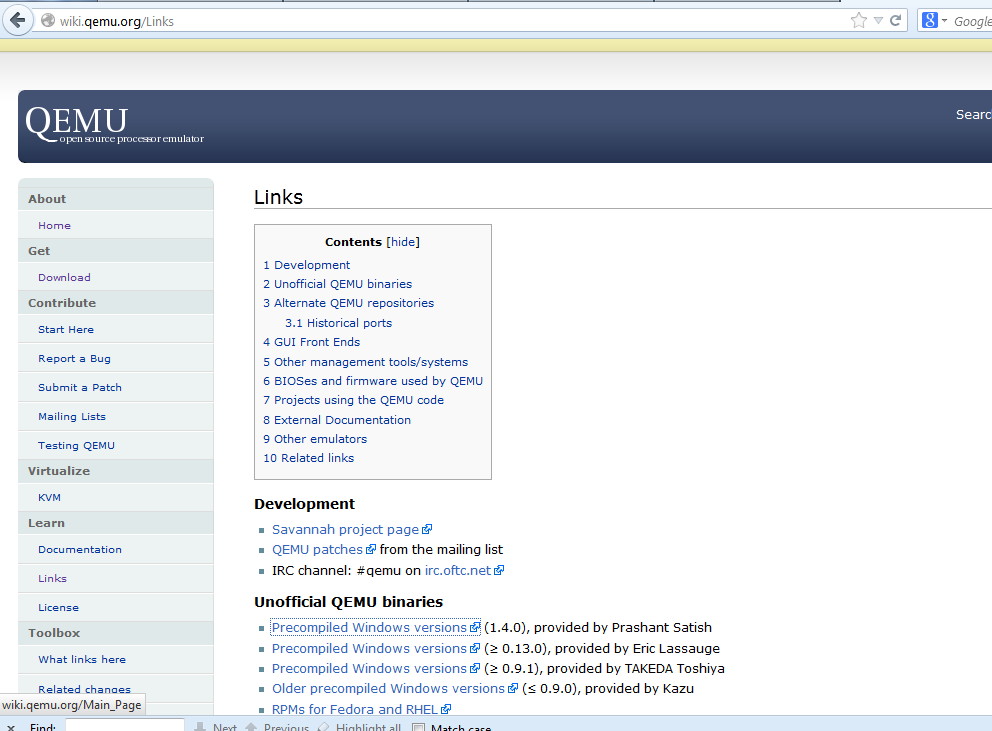 wiki.qemu.org/Links
Google
QEMU
open source processor emulator
Searc
About
Home
Get
Download
Contribute
Start Here
Report a Bug
Submit a Patch
Mailing Lists
Testing QEMU
Virtualize
KVM
Learn
Documentation
Links
License
Toolbox
What links here
Related changes
wiki.qemu.org/Main_Page
Links
Contents [hide]
1 Development
2 Unofficial QEMU binaries
3 Alternate QEMU repositories
3.1 Historical ports
4 GUI Front Ends
5 Other management tools/systems
6 BIOSes and firmware used by QEMU
7 Projects using the QEMU code
8 External Documentation
9 Other emulators
10 Related links
Development
Savannah project page
QEMU patches from the mailing list
IRC channel: #qemu on irc.oftc.net
Unofficial QEMU binaries
Precompiled Windows versions (1.4.0), provided by Prashant Satish
Precompiled Windows versions (≥ 0.13.0), provided by Eric Lassauge
Precompiled Windows versions (≥ 0.9.1), provided by TAKEDA Toshiya
Older precompiled Windows versions (≤ 0.9.0), provided by Kazu
RPMs for Fedora and RHEL
x Find: Next Previous Highlight all Match case